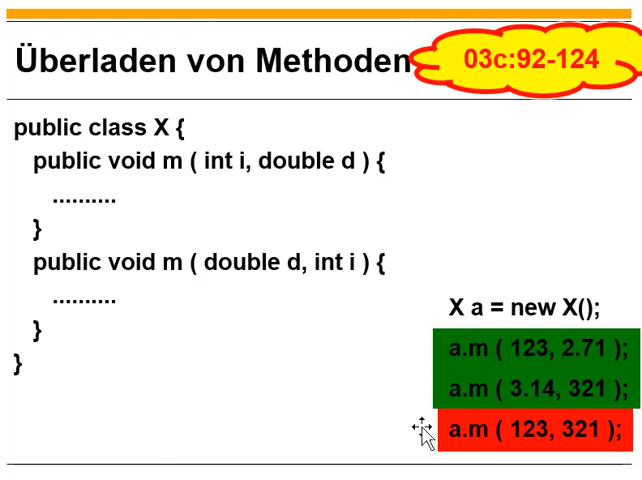 Überladen von Methoden
03c:92-124
public class X {
public void m ( int i, double d ) {
..........
}
public void m ( double d, int i ) {
..........
}
}
X a = new X();
a.m ( 123, 2.71 );
a.m ( 3.14, 321 );
a.m ( 123, 321 );